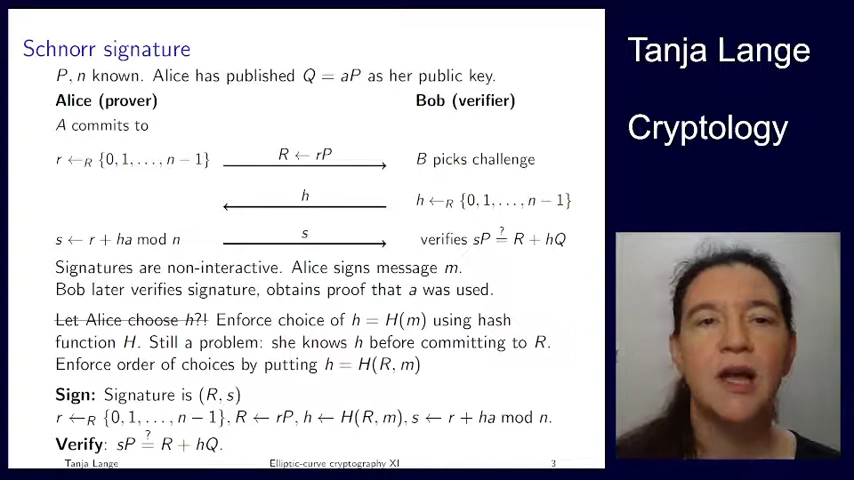 Schnorr signature
P, n known. Alice has published Q = aP as her public key.
Alice (prover) Bob (verifier)
A commits to
r ←R {0, 1, . . . , n − 1} R ← rP B picks challenge
h h ←R {0, 1, . . . , n − 1}
s ← r + ha mod n s verifies sP ?= R + hQ
Signatures are non-interactive. Alice signs message m.
Bob later verifies signature, obtains proof that a was used.
Let Alice choose h?! Enforce choice of h = H(m) using hash
function H. Still a problem: she knows h before committing to R.
Enforce order of choices by putting h = H(R, m)
Sign: Signature is (R, s)
r ←R {0, 1, . . . , n − 1}, R ← rP, h ← H(R, m), s ← r + ha mod n.
Verify: sP ?= R + hQ.
Tanja Lange Elliptic-curve cryptography XI 3
Tanja Lange
Cryptology